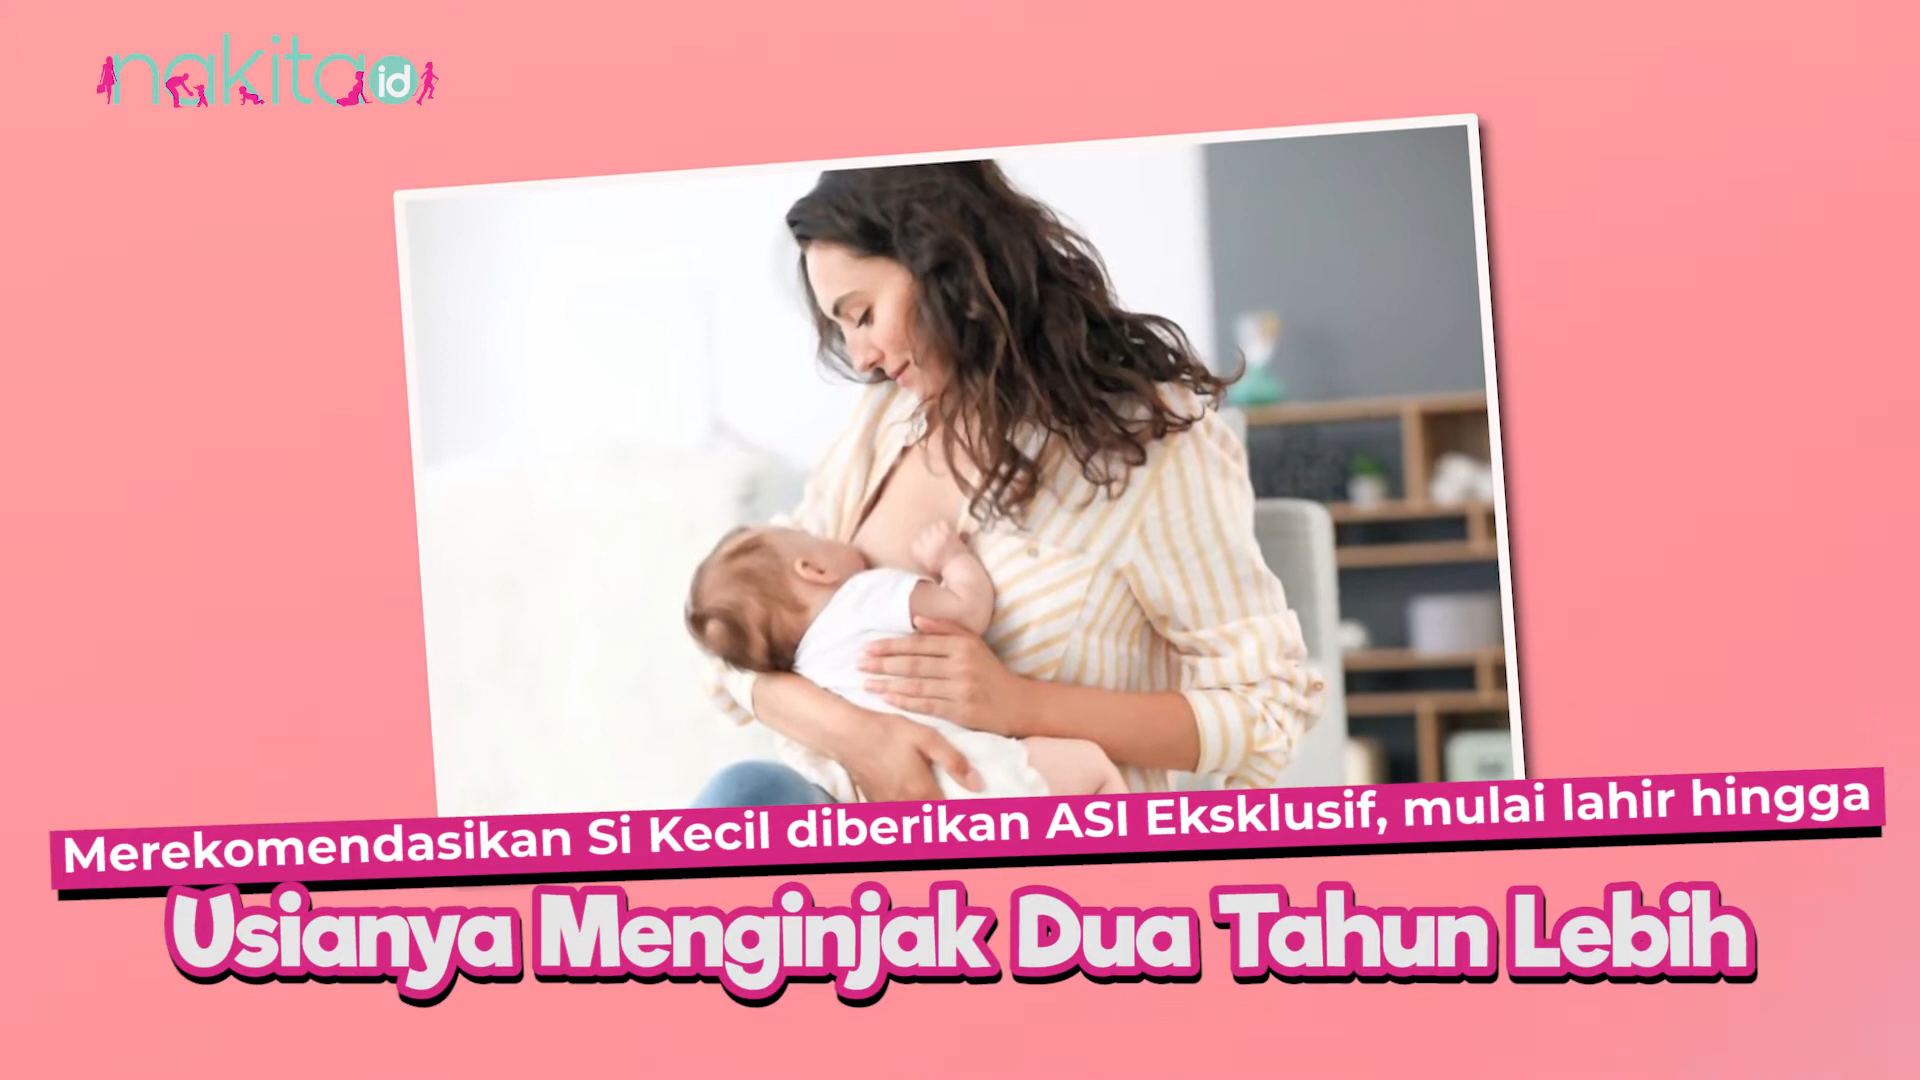 nakita id
Merekomendasikan Si Kecil diberikan ASI Eksklusif, mulai lahir hingga
Usianya Menginjak Dua Tahun Lebih